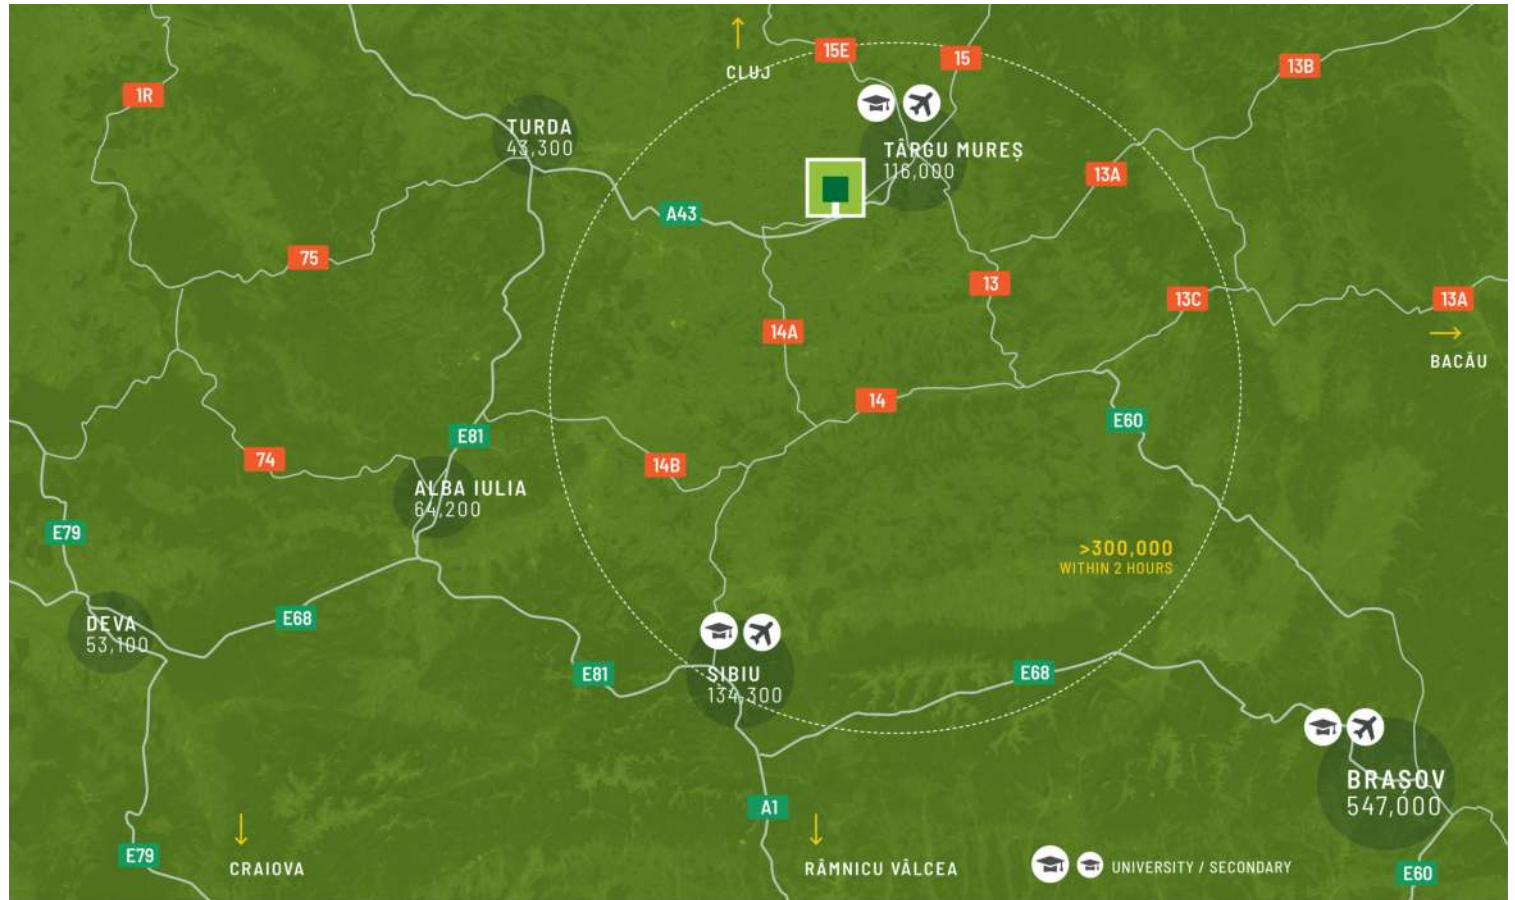 15E
15
13B
CLUJ
1R
TURDA
43,300
TÂRGU MUREȘ
116,000
13A
A43
75
13
13C
13A
14A
BACĂU
14
E60
E81
14B
74
ALBA IULIA
64,200
E79
>300,000
WITHIN 2 HOURS
E68
DEVA
53,100
E81
SIBIU
134,300
E68
BRAȘOV
547,000
A1
E79
CRAIOVA
RÂMNICU VÂLCEA
UNIVERSITY / SECONDARY
E60